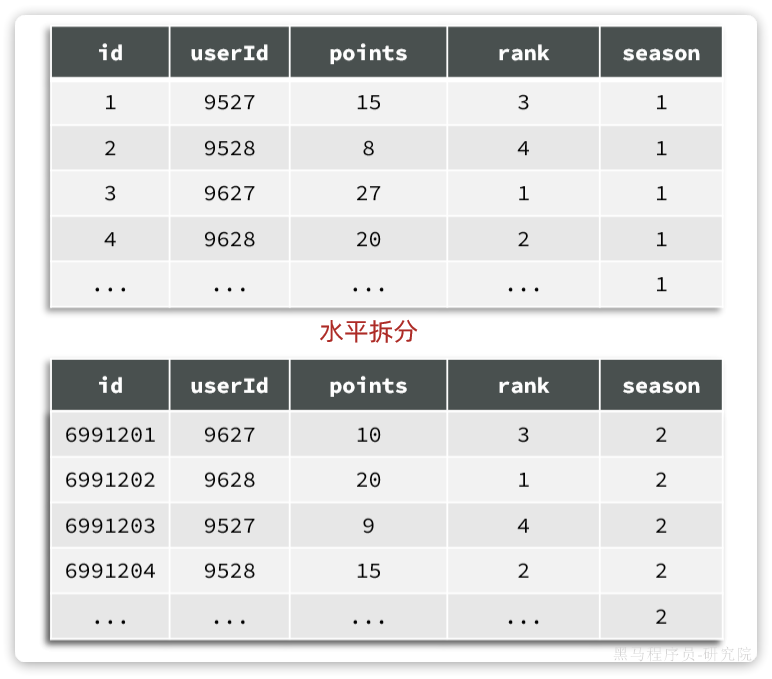 id userId points rank season
1 9527 15 3 1
2 9528 8 4 1
3 9627 27 1 1
4 9628 20 2 1
... ... ... ... 1
水平拆分
id userId points rank season
6991201 9627 10 3 2
6991202 9628 20 1 2
6991203 9527 9 4 2
6991204 9528 15 2 2
... ... ... ... 2
黑马程序员-研究院